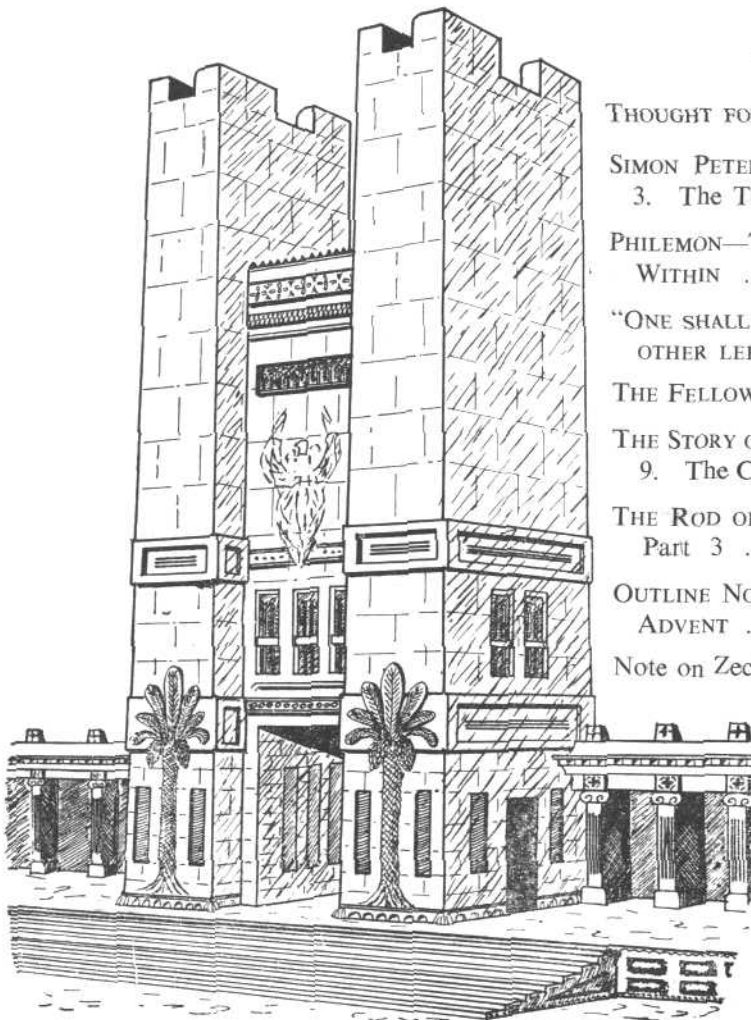 THOUGHT FO
SIMON PETE
3. The T
PHILEMON—
WITHIN .
"ONE SHALL
OTHER LE
THE FELLOW
THE STORY O
9. The C
THE ROD O
Part 3 .
OUTLINE NO
ADVENT .
Note on Zec